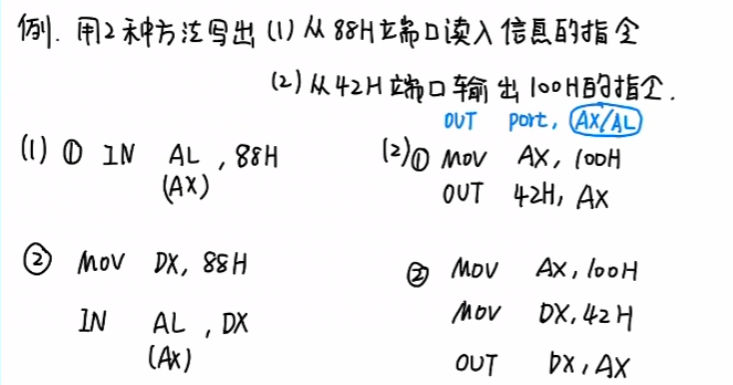 例. 用2种方法写出 (1) 从88H端口读入信息的指令
(2) 从42H端口输出100H的指令.
OUT port, AX/AL
(1) ① IN AL, 88H
(AX)
(2) ① MOV AX, 100H
OUT 42H, AX
② MOV DX, 88H
IN AL, DX
(AX)
② MOV AX, 100H
MOV DX, 42H
OUT DX, AX